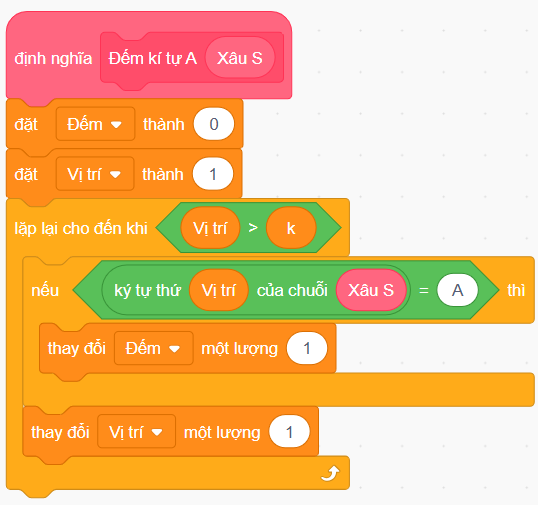 định nghĩa Đếm kí tự A Xâu S
đặt Đếm thành 0
đặt Vị trí thành 1
lặp lại cho đến khi Vị trí > k
nếu ký tự thứ Vị trí của chuỗi Xâu S = A thì
thay đổi Đếm một lượng 1
thay đổi Vị trí một lượng 1